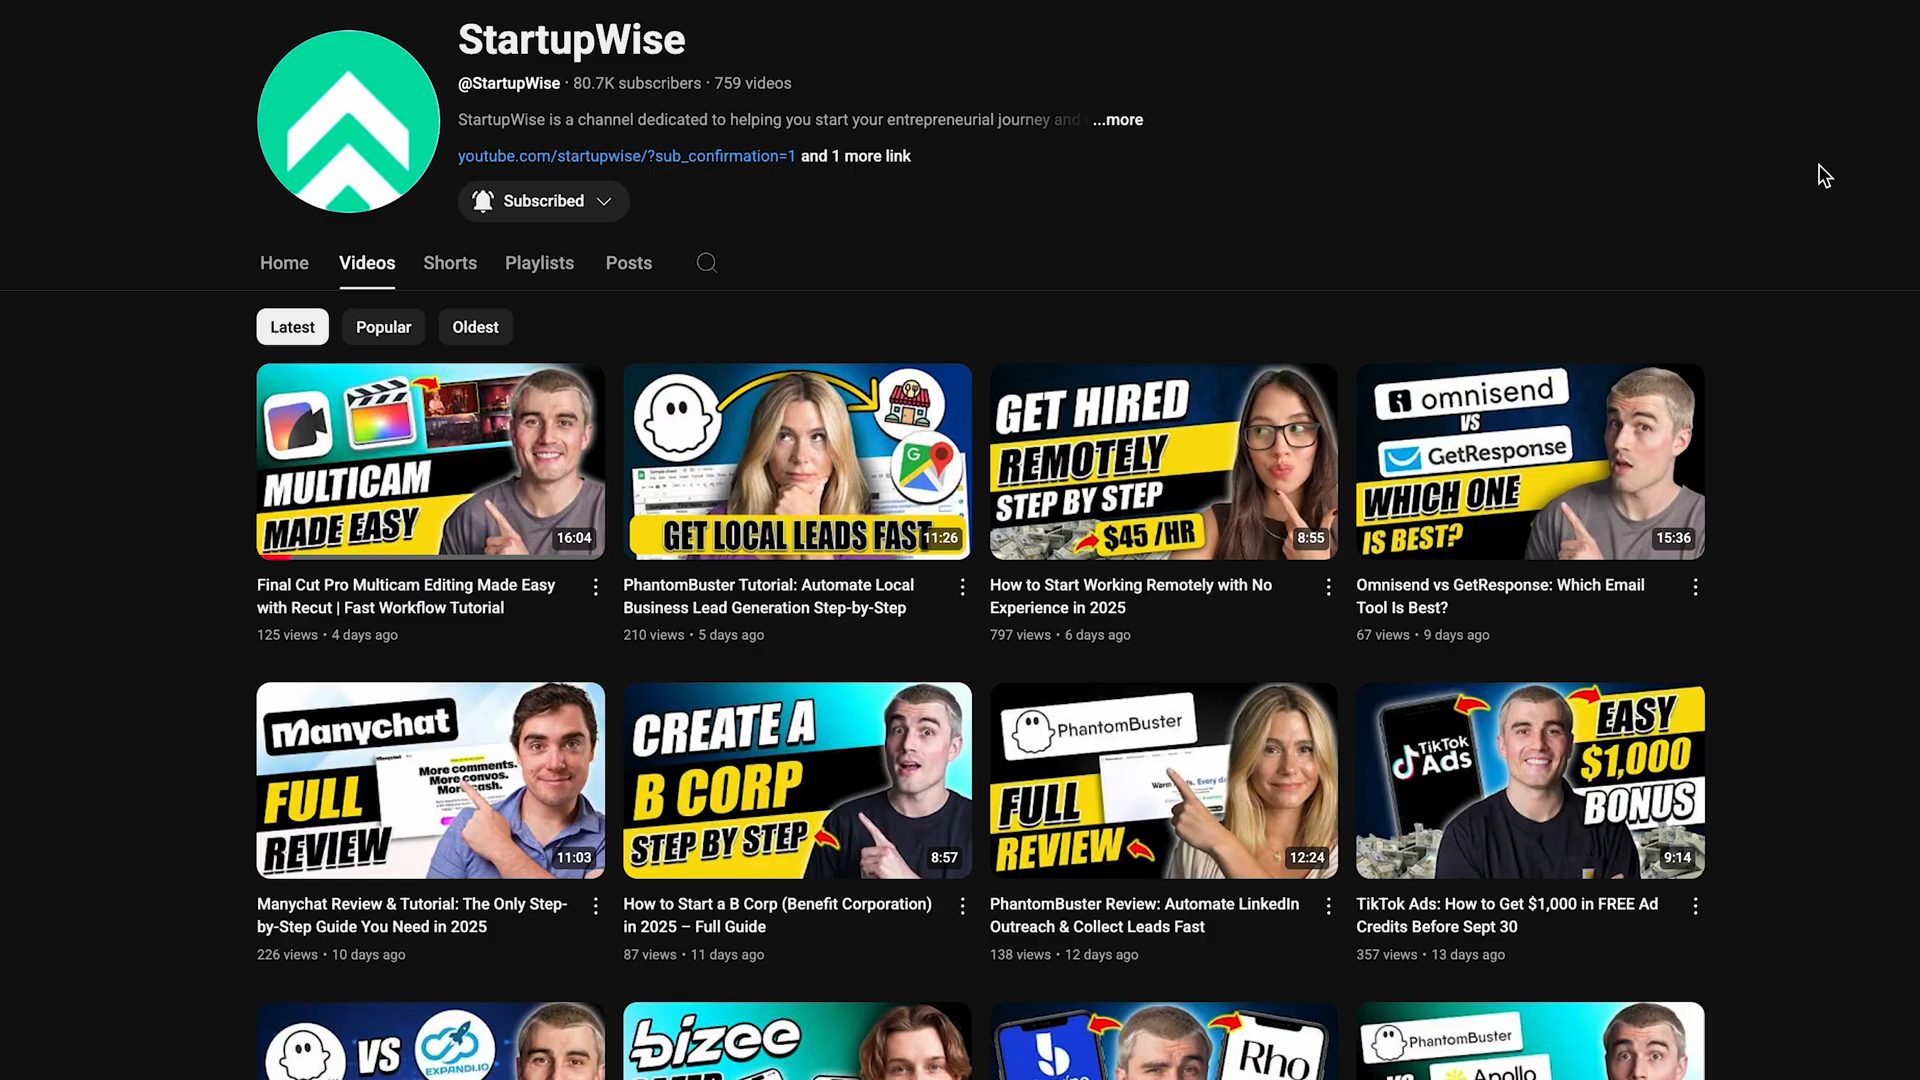 StartupWise
@StartupWise · 80.7K subscribers · 759 videos
StartupWise is a channel dedicated to helping you start your entrepreneurial journey and ...more
youtube.com/startupwise/?sub_confirmation=1 and 1 more link
Subscribed
Home Videos Shorts Playlists Posts
Latest Popular Oldest
MULTICAM
MADE EASY
16:04
GET LOCAL LEADS FAST
11:26
GET HIRED
REMOTELY
STEP BY STEP
$45 /HR
8:55
omnisend
VS
GetResponse
WHICH ONE
IS BEST?
15:36
Final Cut Pro Multicam Editing Made Easy
with Recut | Fast Workflow Tutorial
125 views • 4 days ago
PhantomBuster Tutorial: Automate Local
Business Lead Generation Step-by-Step
210 views • 5 days ago
How to Start Working Remotely with No
Experience in 2025
797 views • 6 days ago
Omnisend vs GetResponse: Which Email
Tool Is Best?
67 views • 9 days ago
Manychat
More comments.
More convos.
More cash.
FULL
REVIEW
11:03
CREATE A
B CORP
STEP BY STEP
8:57
PhantomBuster
FULL
REVIEW
12:24
TikTok
Ads
EASY
$1,000
BONUS
9:14
Manychat Review & Tutorial: The Only Step-
by-Step Guide You Need in 2025
226 views • 10 days ago
How to Start a B Corp (Benefit Corporation)
in 2025 – Full Guide
87 views • 11 days ago
PhantomBuster Review: Automate LinkedIn
Outreach & Collect Leads Fast
138 views • 12 days ago
TikTok Ads: How to Get $1,000 in FREE Ad
Credits Before Sept 30
357 views • 13 days ago
VS
EXPANDI.IO
bizee
Rho
PhantomBuster
Apollo